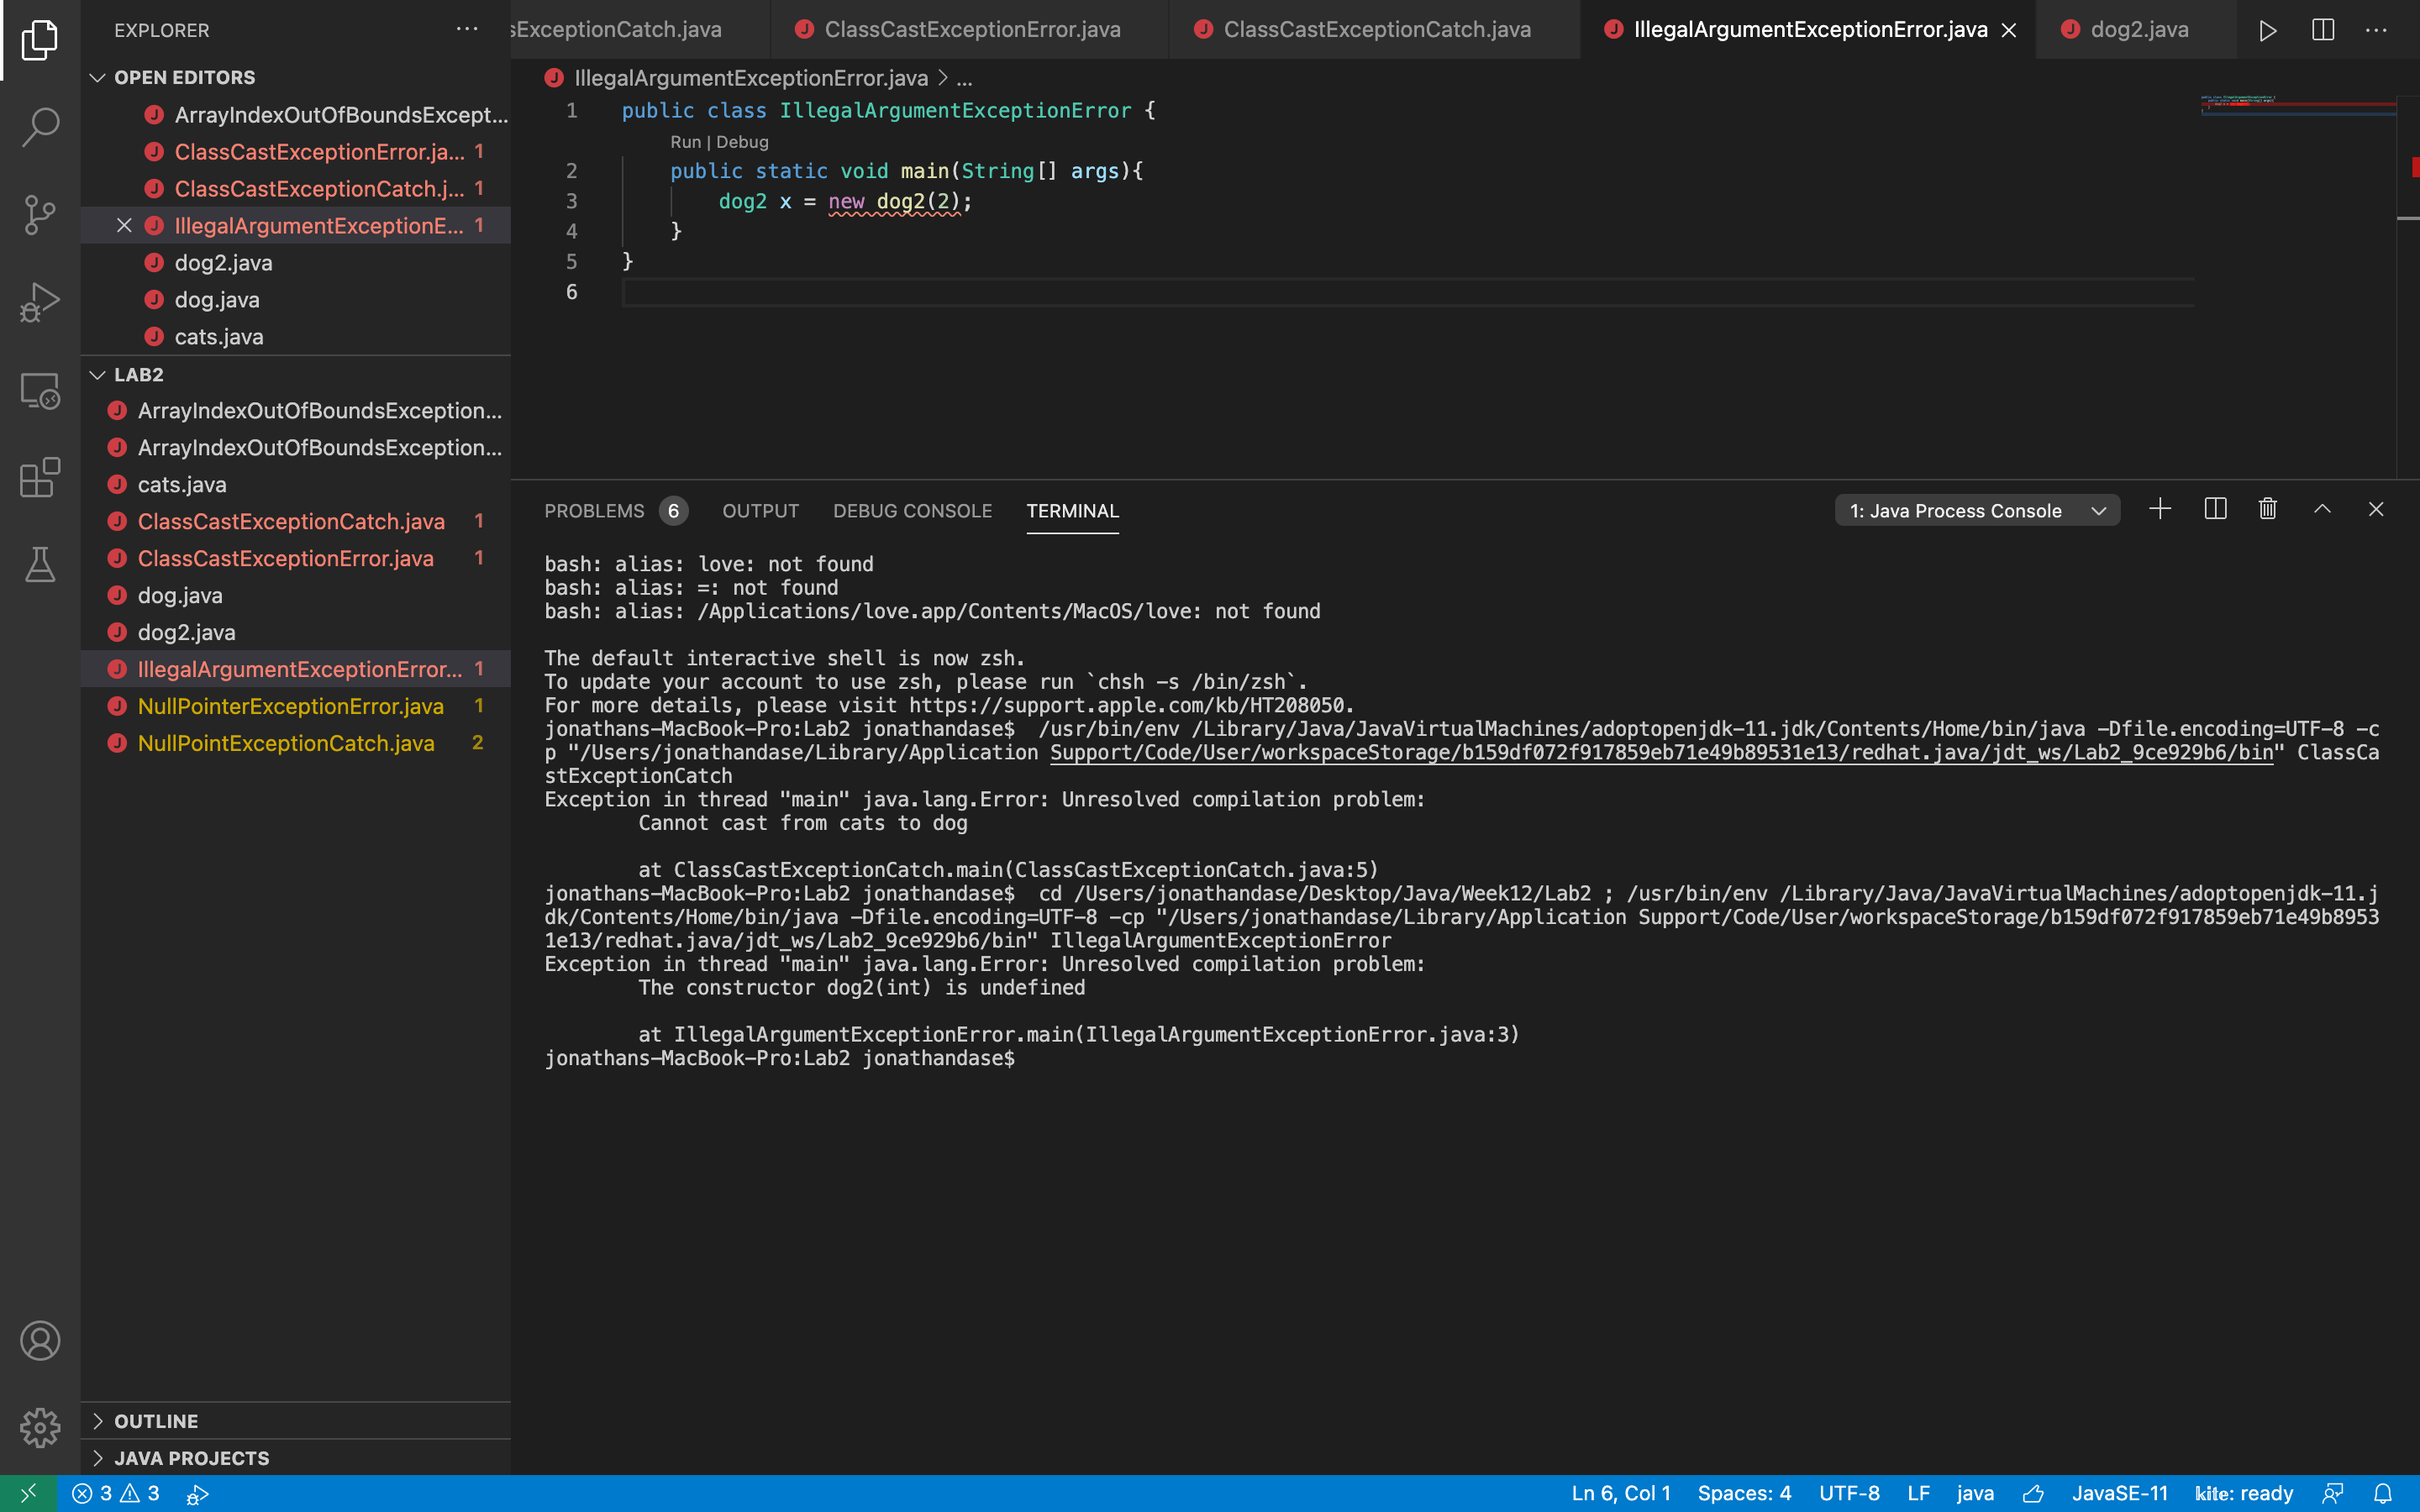 EXPLORER
OPEN EDITORS
ArrayIndexOutOfBoundsExcept...
ClassCastExceptionError.ja... 1
ClassCastExceptionCatch.j... 1
IllegalArgumentExceptionE... 1
dog2.java
dog.java
cats.java
LAB2
ArrayIndexOutOfBoundsException...
ArrayIndexOutOfBoundsException...
cats.java
ClassCastExceptionCatch.java 1
ClassCastExceptionError.java 1
dog.java
dog2.java
IllegalArgumentExceptionError... 1
NullPointerExceptionError.java 1
NullPointExceptionCatch.java 2
OUTLINE
JAVA PROJECTS
sExceptionCatch.java ClassCastExceptionError.java ClassCastExceptionCatch.java IllegalArgumentExceptionError.java dog2.java
IllegalArgumentExceptionError.java > ...
1 public class IllegalArgumentExceptionError {
Run | Debug
2 public static void main(String[] args){
3 dog2 x = new dog2(2);
4 }
5 }
6
PROBLEMS 6 OUTPUT DEBUG CONSOLE TERMINAL 1: Java Process Console
bash: alias: love: not found
bash: alias: =: not found
bash: alias: /Applications/love.app/Contents/MacOS/love: not found
The default interactive shell is now zsh.
To update your account to use zsh, please run `chsh -s /bin/zsh`.
For more details, please visit https://support.apple.com/kb/HT208050.
jonathans-MacBook-Pro:Lab2 jonathandase$  /usr/bin/env /Library/Java/JavaVirtualMachines/adoptopenjdk-11.jdk/Contents/Home/bin/java -Dfile.encoding=UTF-8 -c
p "/Users/jonathandase/Library/Application Support/Code/User/workspaceStorage/b159df072f917859eb71e49b89531e13/redhat.java/jdt_ws/Lab2_9ce929b6/bin" ClassCa
stExceptionCatch
Exception in thread "main" java.lang.Error: Unresolved compilation problem:
Cannot cast from cats to dog
at ClassCastExceptionCatch.main(ClassCastExceptionCatch.java:5)
jonathans-MacBook-Pro:Lab2 jonathandase$  cd /Users/jonathandase/Desktop/Java/Week12/Lab2 ; /usr/bin/env /Library/Java/JavaVirtualMachines/adoptopenjdk-11.j
dk/Contents/Home/bin/java -Dfile.encoding=UTF-8 -cp "/Users/jonathandase/Library/Application Support/Code/User/workspaceStorage/b159df072f917859eb71e49b8953
1e13/redhat.java/jdt_ws/Lab2_9ce929b6/bin" IllegalArgumentExceptionError
Exception in thread "main" java.lang.Error: Unresolved compilation problem:
The constructor dog2(int) is undefined
at IllegalArgumentExceptionError.main(IllegalArgumentExceptionError.java:3)
jonathans-MacBook-Pro:Lab2 jonathandase$
3 3 Ln 6, Col 1 Spaces: 4 UTF-8 LF java JavaSE-11 kite: ready